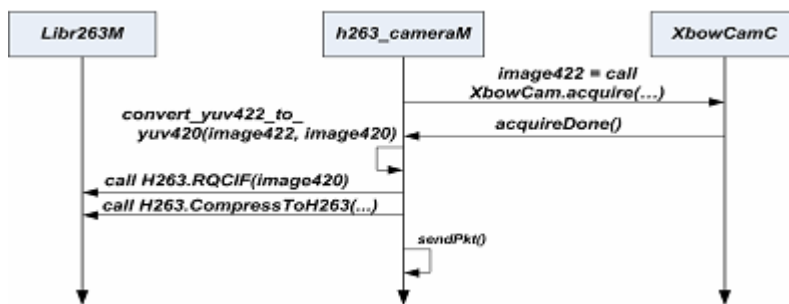 Libr263M
h263_cameraM
XbowCamC
image422 = call
XbowCam.acquire(...)
acquireDone()
convert_yuv422_to_
yuv420(image422, image420)
call H263.RQCIF(image420)
call H263.CompressToH263(...)
sendPkt()